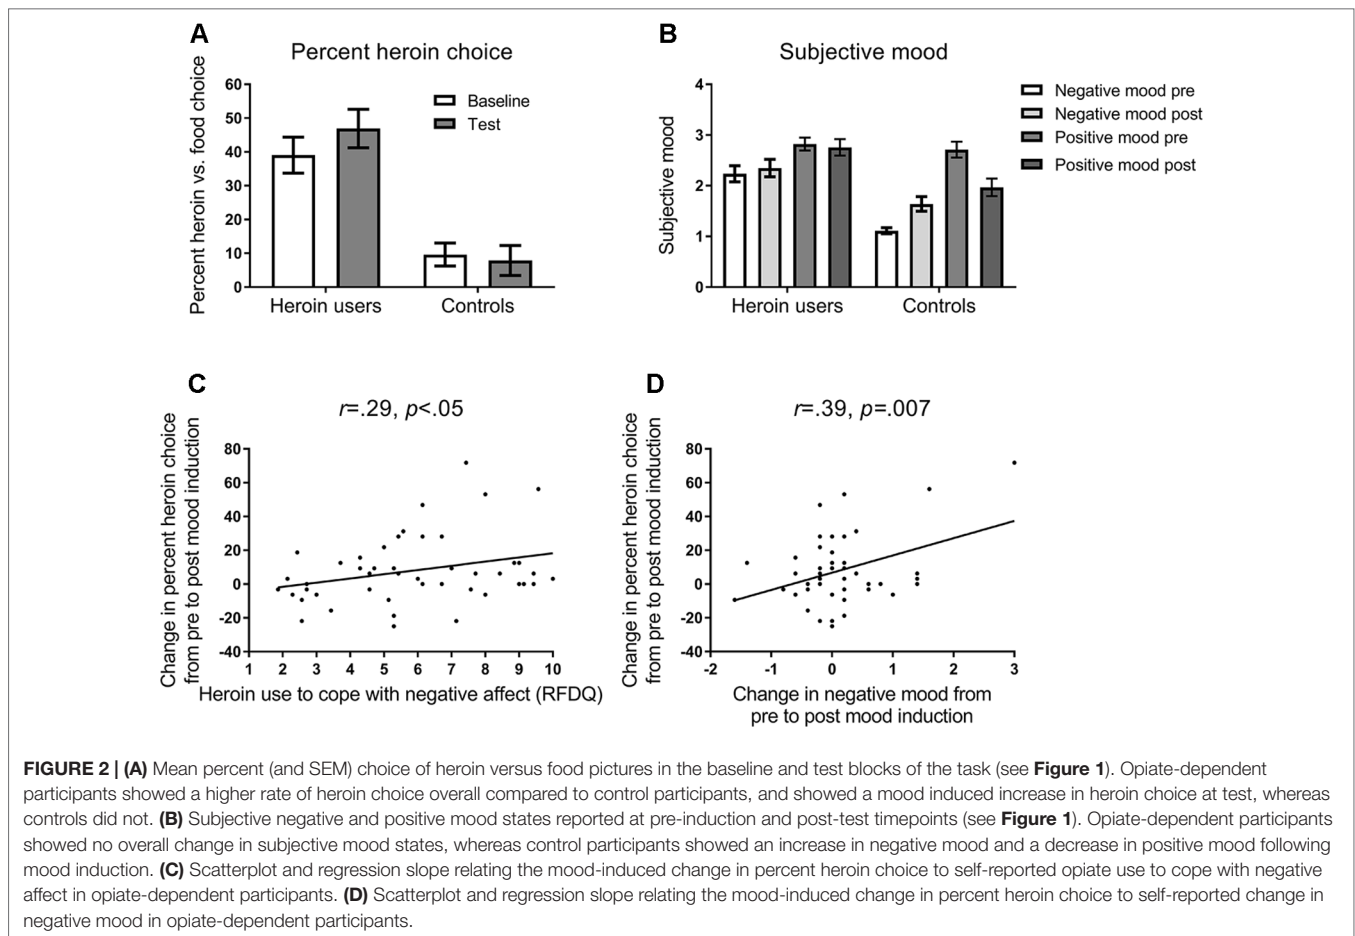 A
Percent heroin choice
Percent heroin vs. food choice
60
50
40
30
20
10
0
Baseline
Test
Heroin users
Controls
B
Subjective mood
Subjective mood
4
3
2
1
0
Negative mood pre
Negative mood post
Positive mood pre
Positive mood post
Heroin users
Controls
C
r=.29, p<.05
Change in percent heroin choice
from pre to post mood induction
80
60
40
20
0
-20
-40
1 2 3 4 5 6 7 8 9 10
Heroin use to cope with negative affect (RFDQ)
D
r=.39, p=.007
Change in percent heroin choice
from pre to post mood induction
80
60
40
20
0
-20
-40
-2 -1 0 1 2 3
Change in negative mood from
pre to post mood induction
FIGURE 2 | (A) Mean percent (and SEM) choice of heroin versus food pictures in the baseline and test blocks of the task (see Figure 1). Opiate-dependent
participants showed a higher rate of heroin choice overall compared to control participants, and showed a mood induced increase in heroin choice at test, whereas
controls did not. (B) Subjective negative and positive mood states reported at pre-induction and post-test timepoints (see Figure 1). Opiate-dependent participants
showed no overall change in subjective mood states, whereas control participants showed an increase in negative mood and a decrease in positive mood following
mood induction. (C) Scatterplot and regression slope relating the mood-induced change in percent heroin choice to self-reported opiate use to cope with negative
affect in opiate-dependent participants. (D) Scatterplot and regression slope relating the mood-induced change in percent heroin choice to self-reported change in
negative mood in opiate-dependent participants.